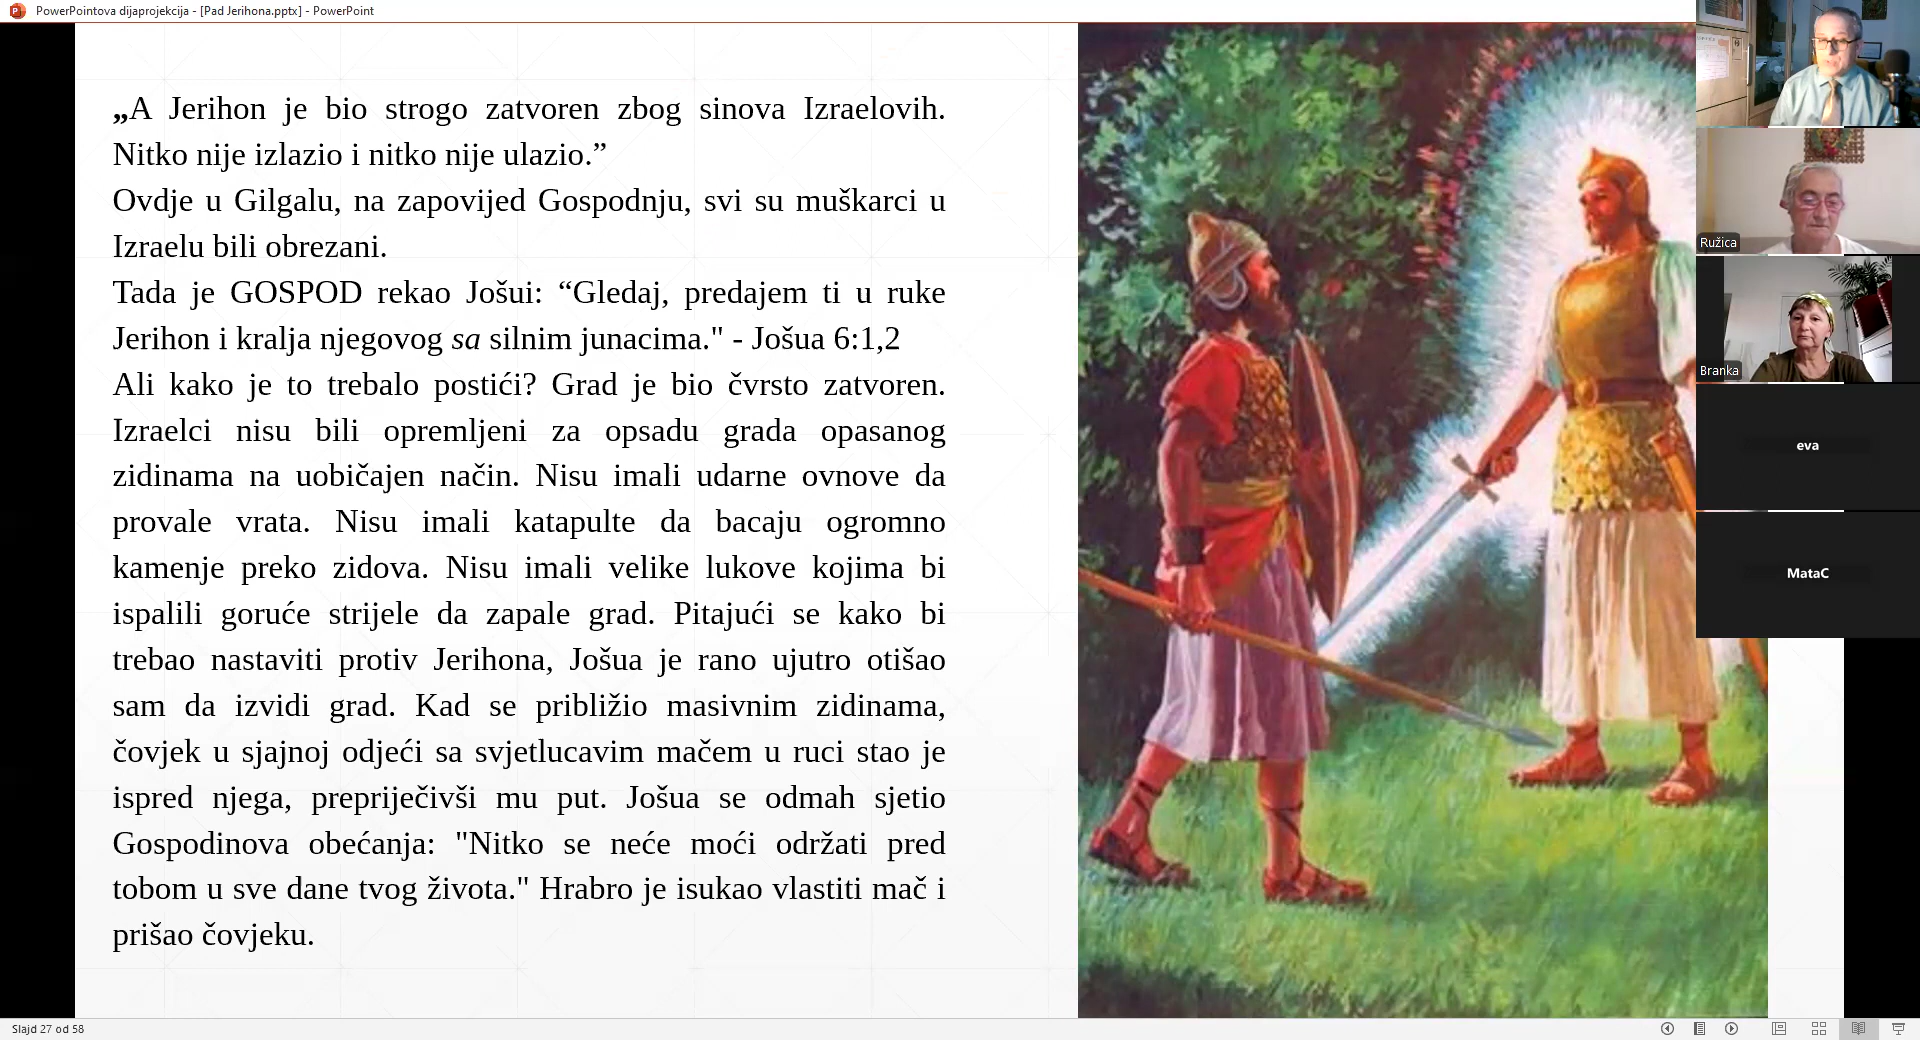 PowerPointova dijaprojekcija - [Pad Jerihona.pptx] - PowerPoint
„A Jerihon je bio strogo zatvoren zbog sinova Izraelovih.
Nitko nije izlazio i nitko nije ulazio.”
Ovdje u Gilgalu, na zapovijed Gospodnju, svi su muškarci u
Izraelu bili obrezani.
Tada je GOSPOD rekao Jošui: “Gledaj, predajem ti u ruke
Jerihon i kralja njegovog sa silnim junacima." - Jošua 6:1,2
Ali kako je to trebalo postići? Grad je bio čvrsto zatvoren.
Izraelci nisu bili opremljeni za opsadu grada opasanog
zidinama na uobičajen način. Nisu imali udarne ovnove da
provale vrata. Nisu imali katapulte da bacaju ogromno
kamenje preko zidova. Nisu imali velike lukove kojima bi
ispalili goruće strijele da zapale grad. Pitajući se kako bi
trebao nastaviti protiv Jerihona, Jošua je rano ujutro otišao
sam da izvidi grad. Kad se približio masivnim zidinama,
čovjek u sjajnoj odjeći sa svjetlucavim mačem u ruci stao je
ispred njega, prepriječivši mu put. Jošua se odmah sjetio
Gospodinova obećanja: "Nitko se neće moći održati pred
tobom u sve dane tvog života." Hrabro je isukao vlastiti mač i
prišao čovjeku.
Ružica
Branka
eva
MataC
Slajd 27 od 58